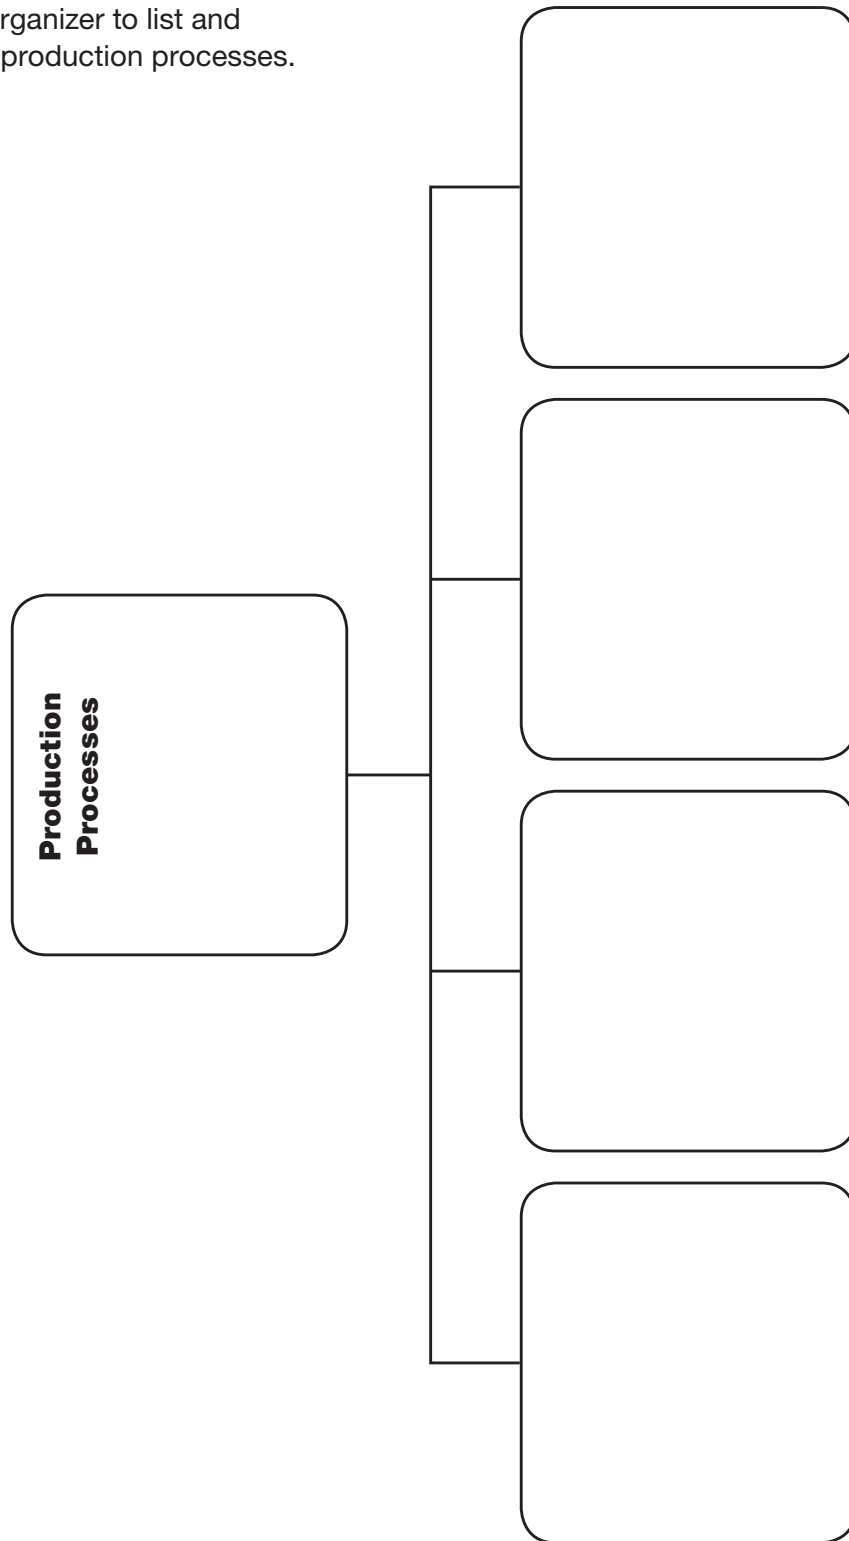 rganizer to list and
production processes.
Production
Processes